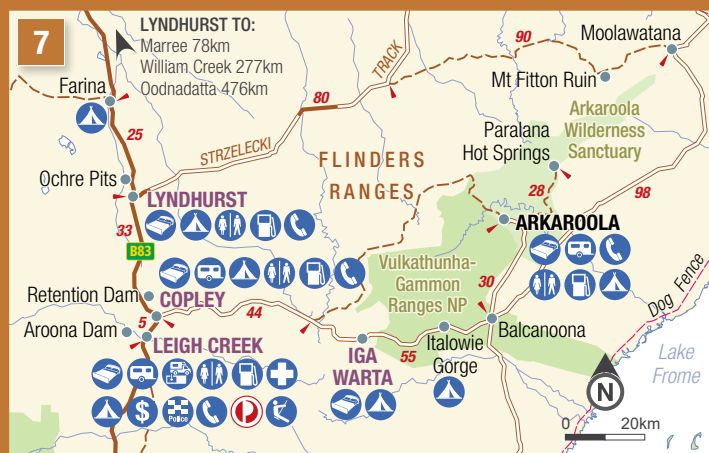 7
LYNDHURST TO:
Marree 78km
William Creek 277km
Oodnadatta 476km
90
Moolawatana
Farina
TRACK
Mt Fitton Ruin
80
Arkaroola
Wilderness
Sanctuary
25
STRZELECKI
Paralana
Hot Springs
FLINDERS
RANGES
Ochre Pits
28
98
LYNDHURST
33
ARKAROOLA
B83
Vulkathunha-
Gammon
Ranges NP
30
Dog Fence
Retention Dam
COPLEY
44
Aroona Dam
5
LEIGH CREEK
Balcanoona
IGA
WARTA
55
Italowie
Gorge
Lake
Frome
$
Police
P
N
0 20km